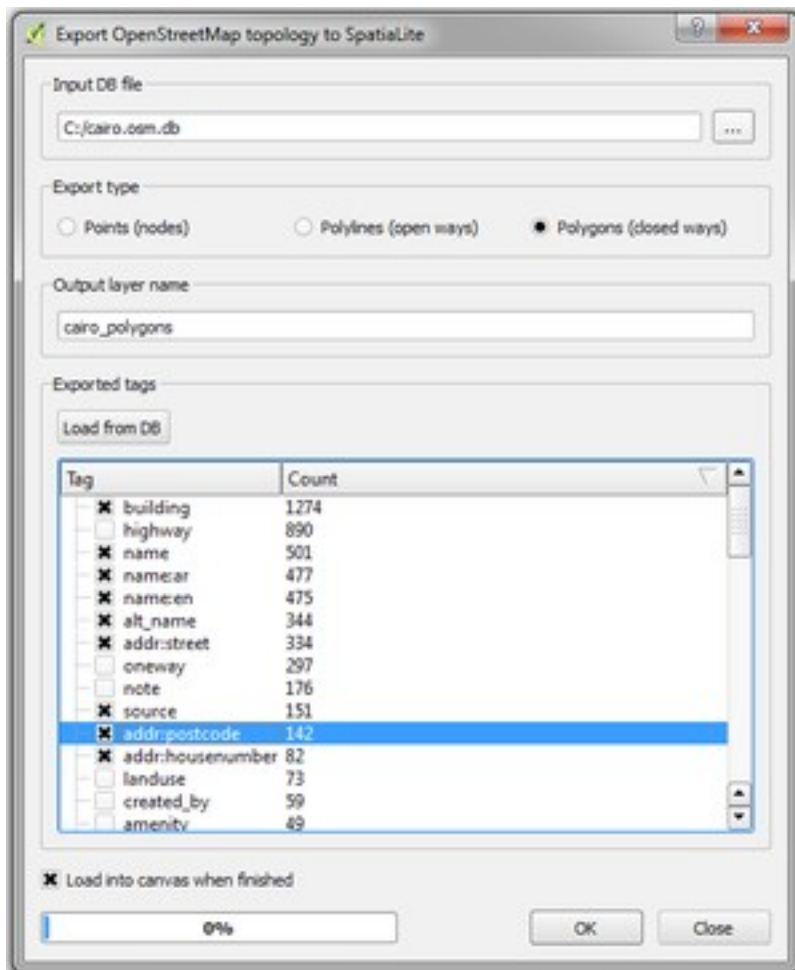 Export OpenStreetMap topology to SpatiaLite
Input DB file
C:/cairo.osm.db
...
Export type
Points (nodes) Polylines (open ways) Polygons (closed ways)
Output layer name
cairo_polygons
Exported tags
Load from DB
Tag Count
building 1274
highway 890
name 501
name:ar 477
name:en 475
alt_name 344
addr:street 334
oneway 297
note 176
source 151
addr:postcode 142
addr:housenumber 82
landuse 73
created_by 59
amenity 49
Load into canvas when finished
0% OK Close